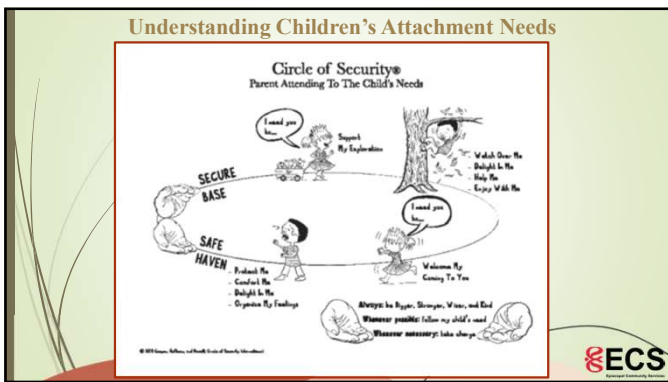 Understanding Children's Attachment Needs
Circle of Security®
Parent Attending To The Child's Needs
I need you
to...
Support
My Exploration
· Watch Over Me
· Delight In Me
· Help Me
· Enjoy With Me
SECURE
BASE
I need you
to...
SAFE
HAVEN
· Protect Me
· Comfort Me
· Delight In Me
· Organize My Feelings
Welcome My
Coming To You
Always: be Bigger, Stronger, Wiser, and Kind
Whenever possible: follow my child's need
Whenever necessary: take charge
ECS
Episcopal Community Services